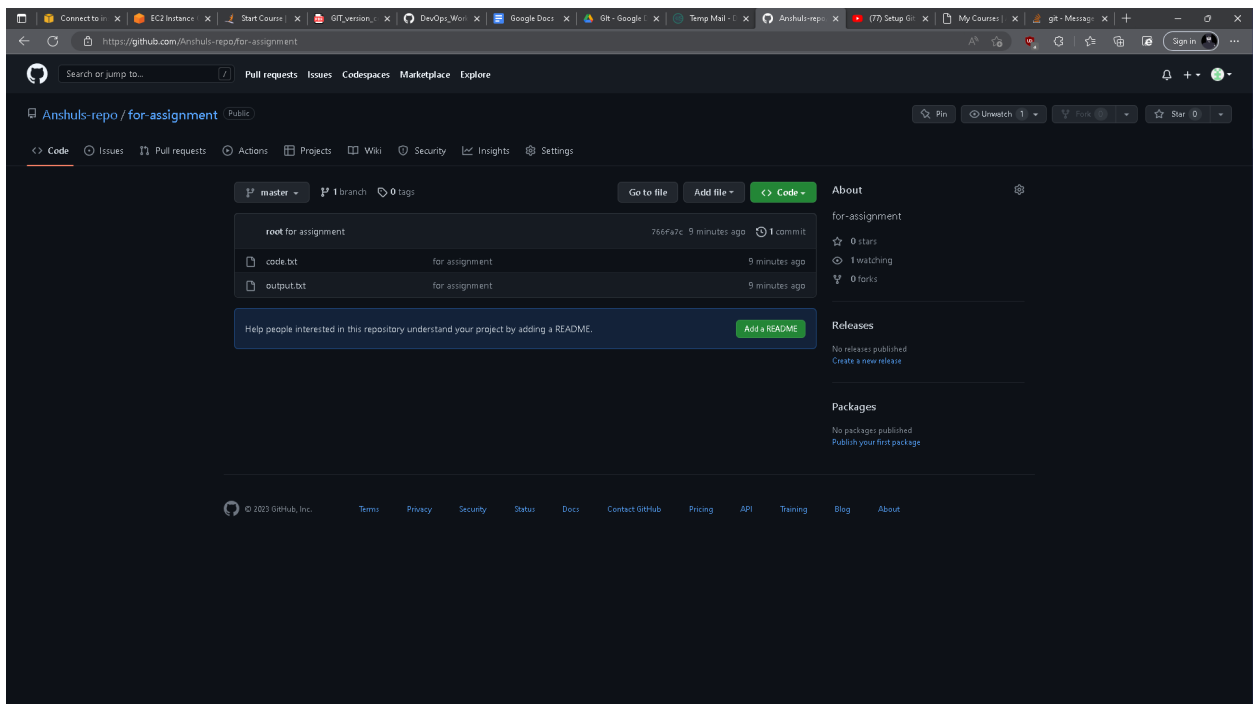 Connect to in EC2 Instance Start Course | GIT_version_c DevOps_Worl Google Docs Git - Google D Temp Mail - D Anshuls-repo (77) Setup Git My Courses | git - Message
https://github.com/Anshuls-repo/for-assignment Sign in
Search or jump to... / Pull requests Issues Codespaces Marketplace Explore
Anshuls-repo / for-assignment Public Pin Unwatch 1 Fork 0 Star 0
Code Issues Pull requests Actions Projects Wiki Security Insights Settings
master 1 branch 0 tags Go to file Add file Code
root for assignment 766fa7c 9 minutes ago 1 commit
code.txt for assignment 9 minutes ago
output.txt for assignment 9 minutes ago
Help people interested in this repository understand your project by adding a README. Add a README
About
for-assignment
0 stars
1 watching
0 forks
Releases
No releases published
Create a new release
Packages
No packages published
Publish your first package
© 2023 GitHub, Inc. Terms Privacy Security Status Docs Contact GitHub Pricing API Training Blog About